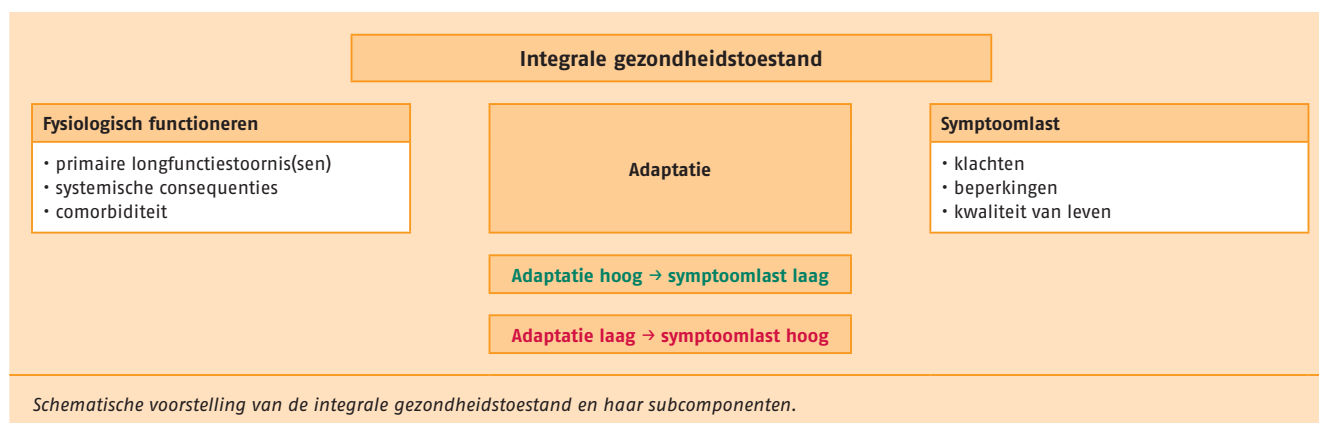 Integrale gezondheidstoestand
Fysiologisch functioneren
• primaire longfunctiestoornis(sen)
• systemische consequenties
• comorbiditeit
Adaptatie
Symptoomlast
• klachten
• beperkingen
• kwaliteit van leven
Adaptatie hoog → symptoomlast laag
Adaptatie laag → symptoomlast hoog
Schematische voorstelling van de integrale gezondheidstoestand en haar subcomponenten.